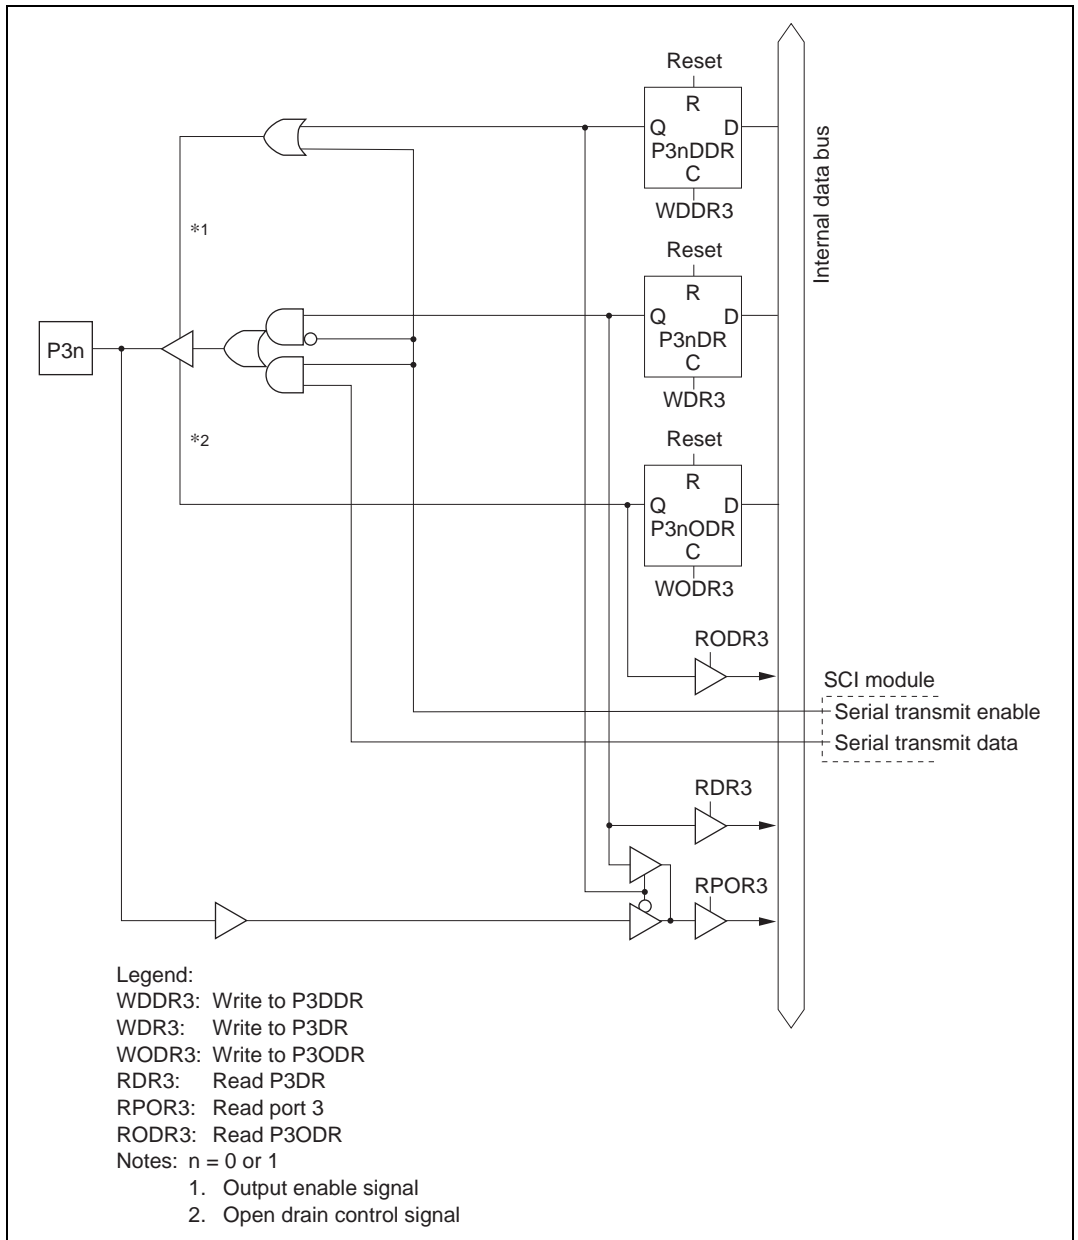 Reset
R
Q D
P3nDDR
C
WDDR3
Internal data bus
*1
Reset
R
Q D
P3nDR
C
WDR3
P3n
*2
Reset
R
Q D
P3nODR
C
WODR3
RODR3
SCI module
Serial transmit enable
Serial transmit data
RDR3
RPOR3
Legend:
WDDR3: Write to P3DDR
WDR3: Write to P3DR
WODR3: Write to P3ODR
RDR3: Read P3DR
RPOR3: Read port 3
RODR3: Read P3ODR
Notes: n = 0 or 1
1. Output enable signal
2. Open drain control signal